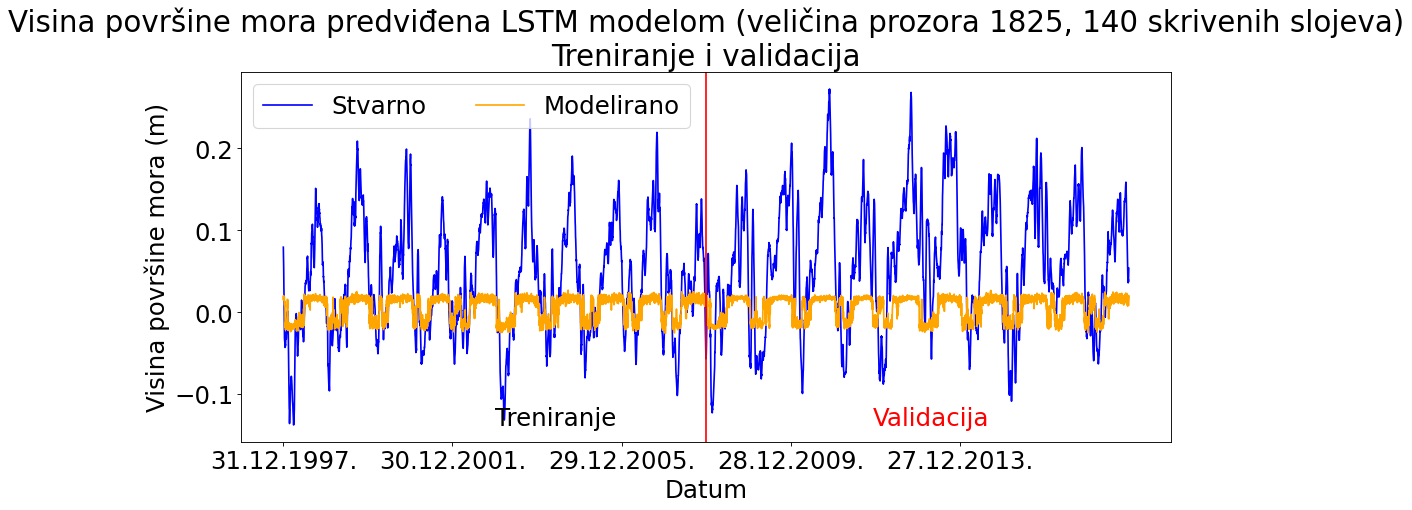 Visina površine mora predviđena LSTM modelom (veličina prozora 1825, 140 skrivenih slojeva)
Treniranje i validacija
Stvarno
Modelirano
Visina površine mora (m)
0.2
0.1
0.0
−0.1
Treniranje
Validacija
31.12.1997.
30.12.2001.
29.12.2005.
28.12.2009.
27.12.2013.
Datum